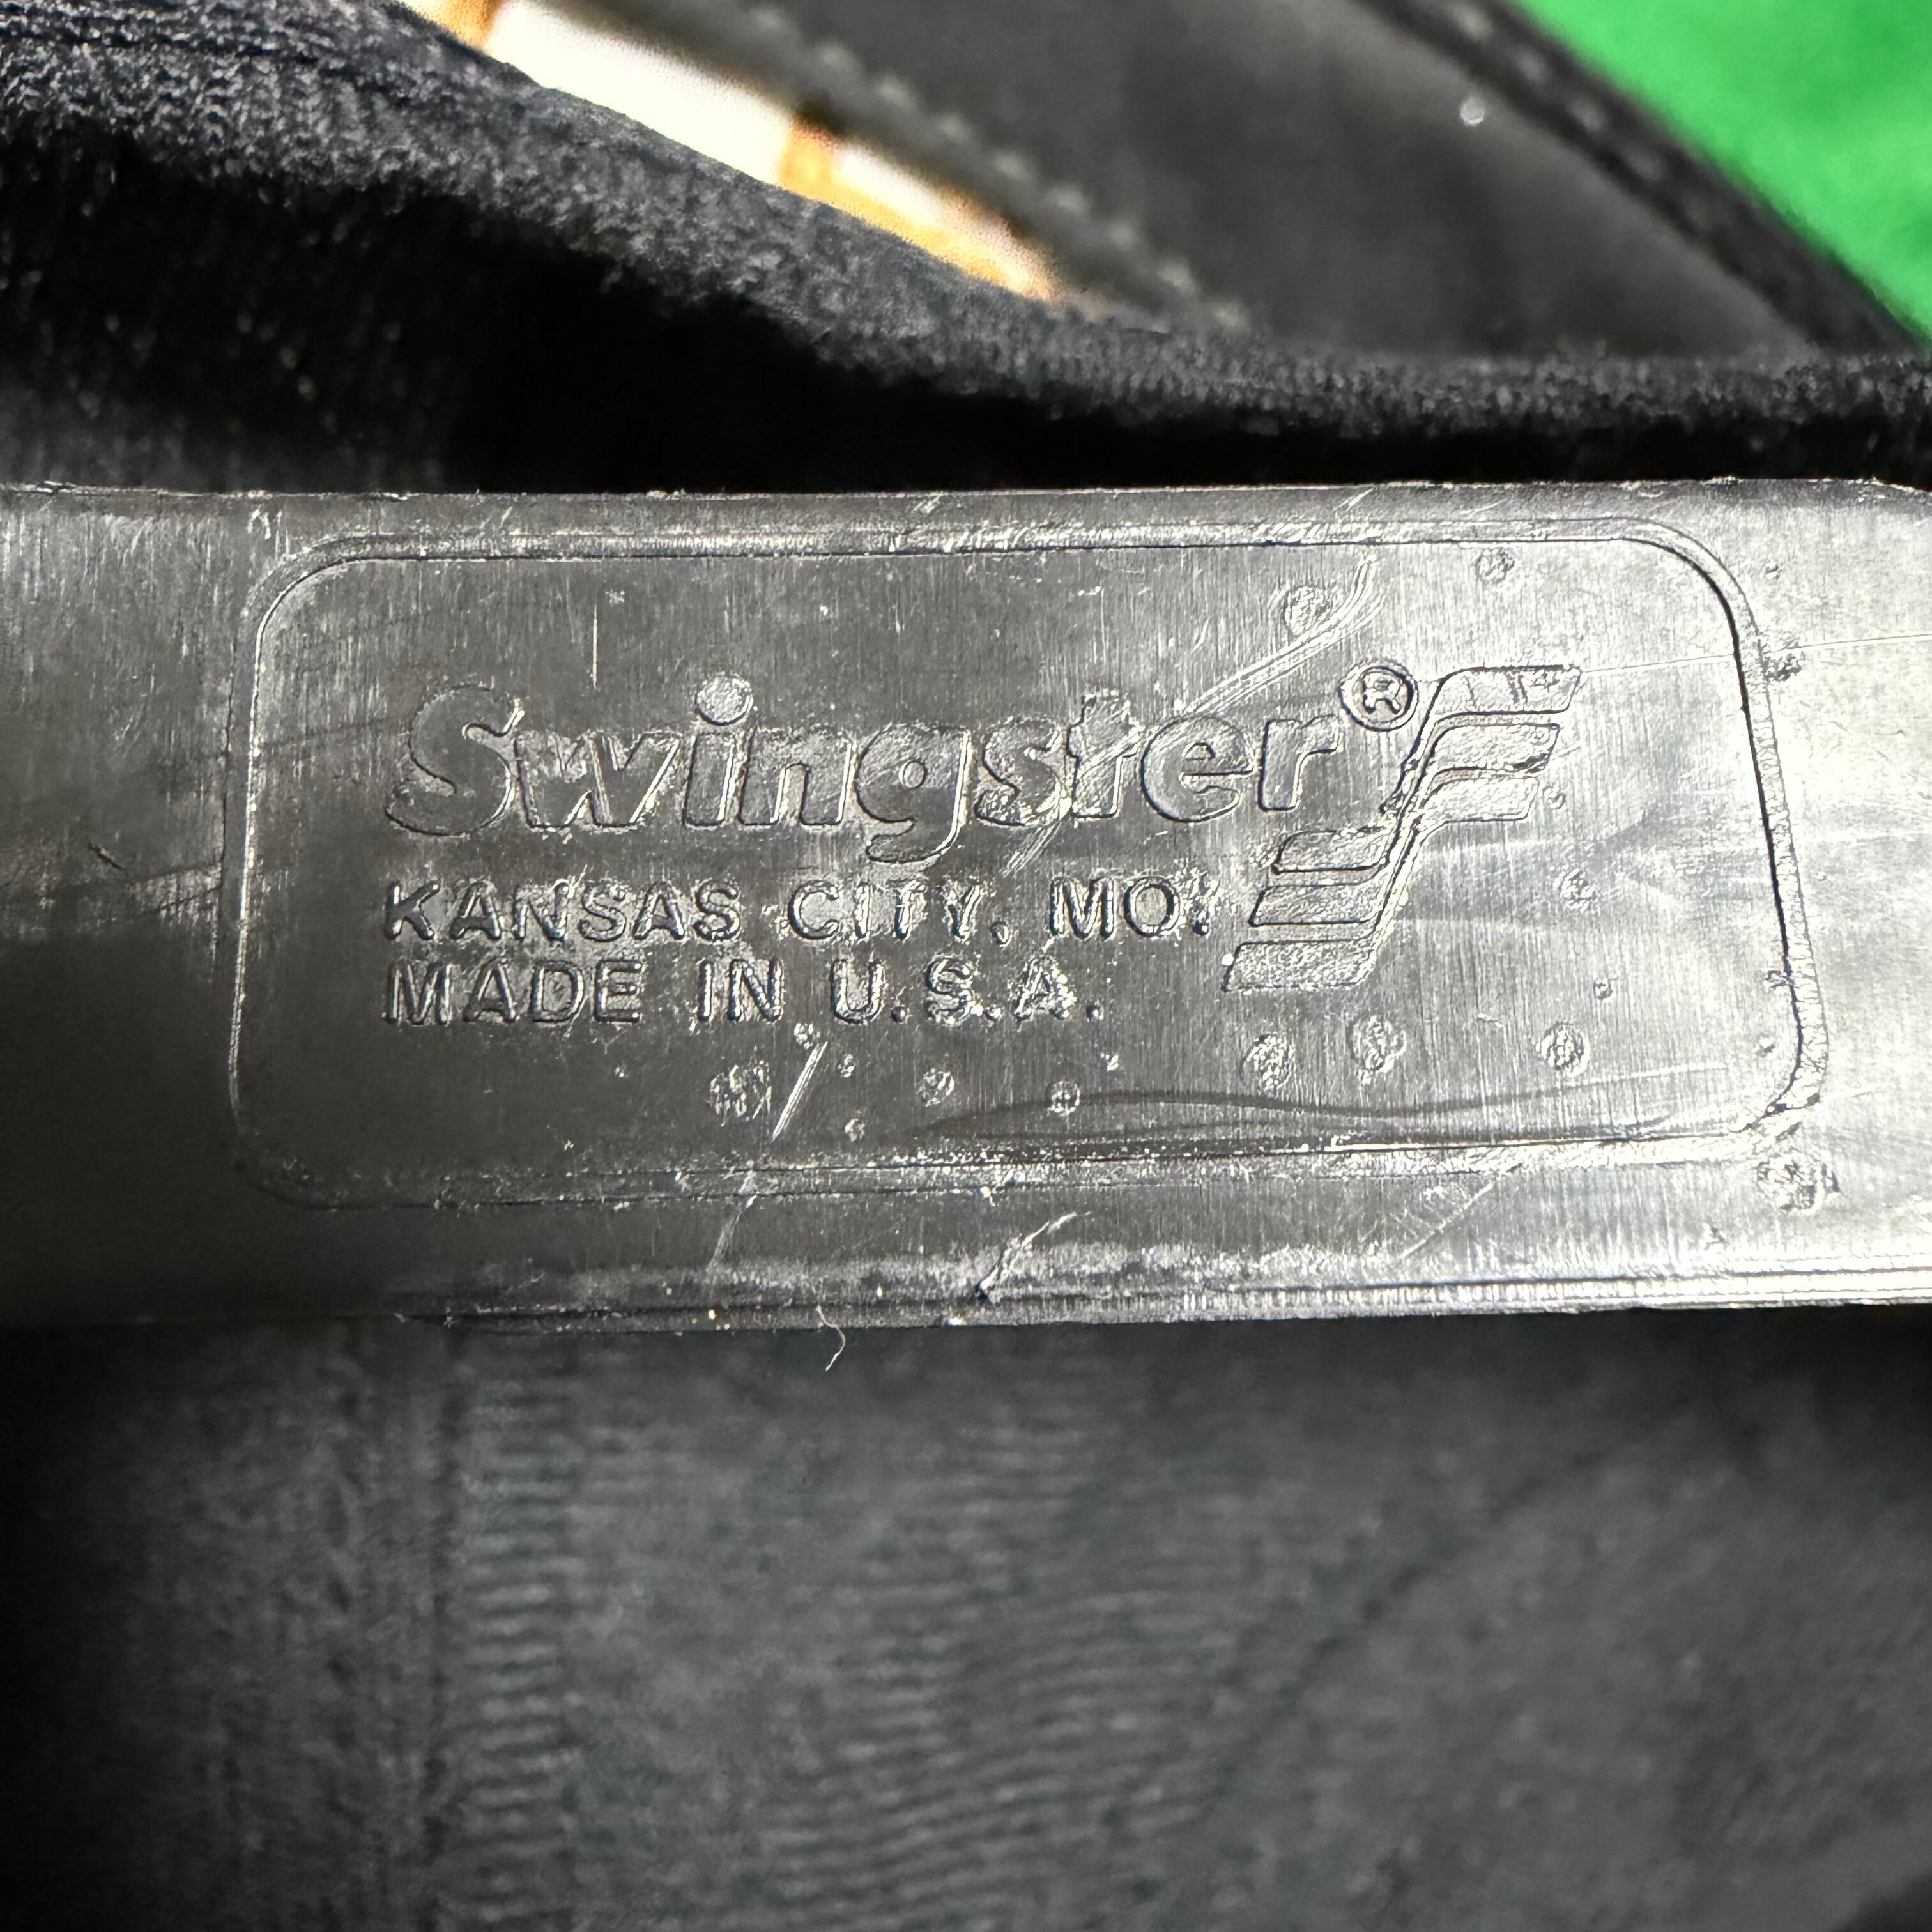 Swingster®
KANSAS CITY, MO.
MADE IN U.S.A.